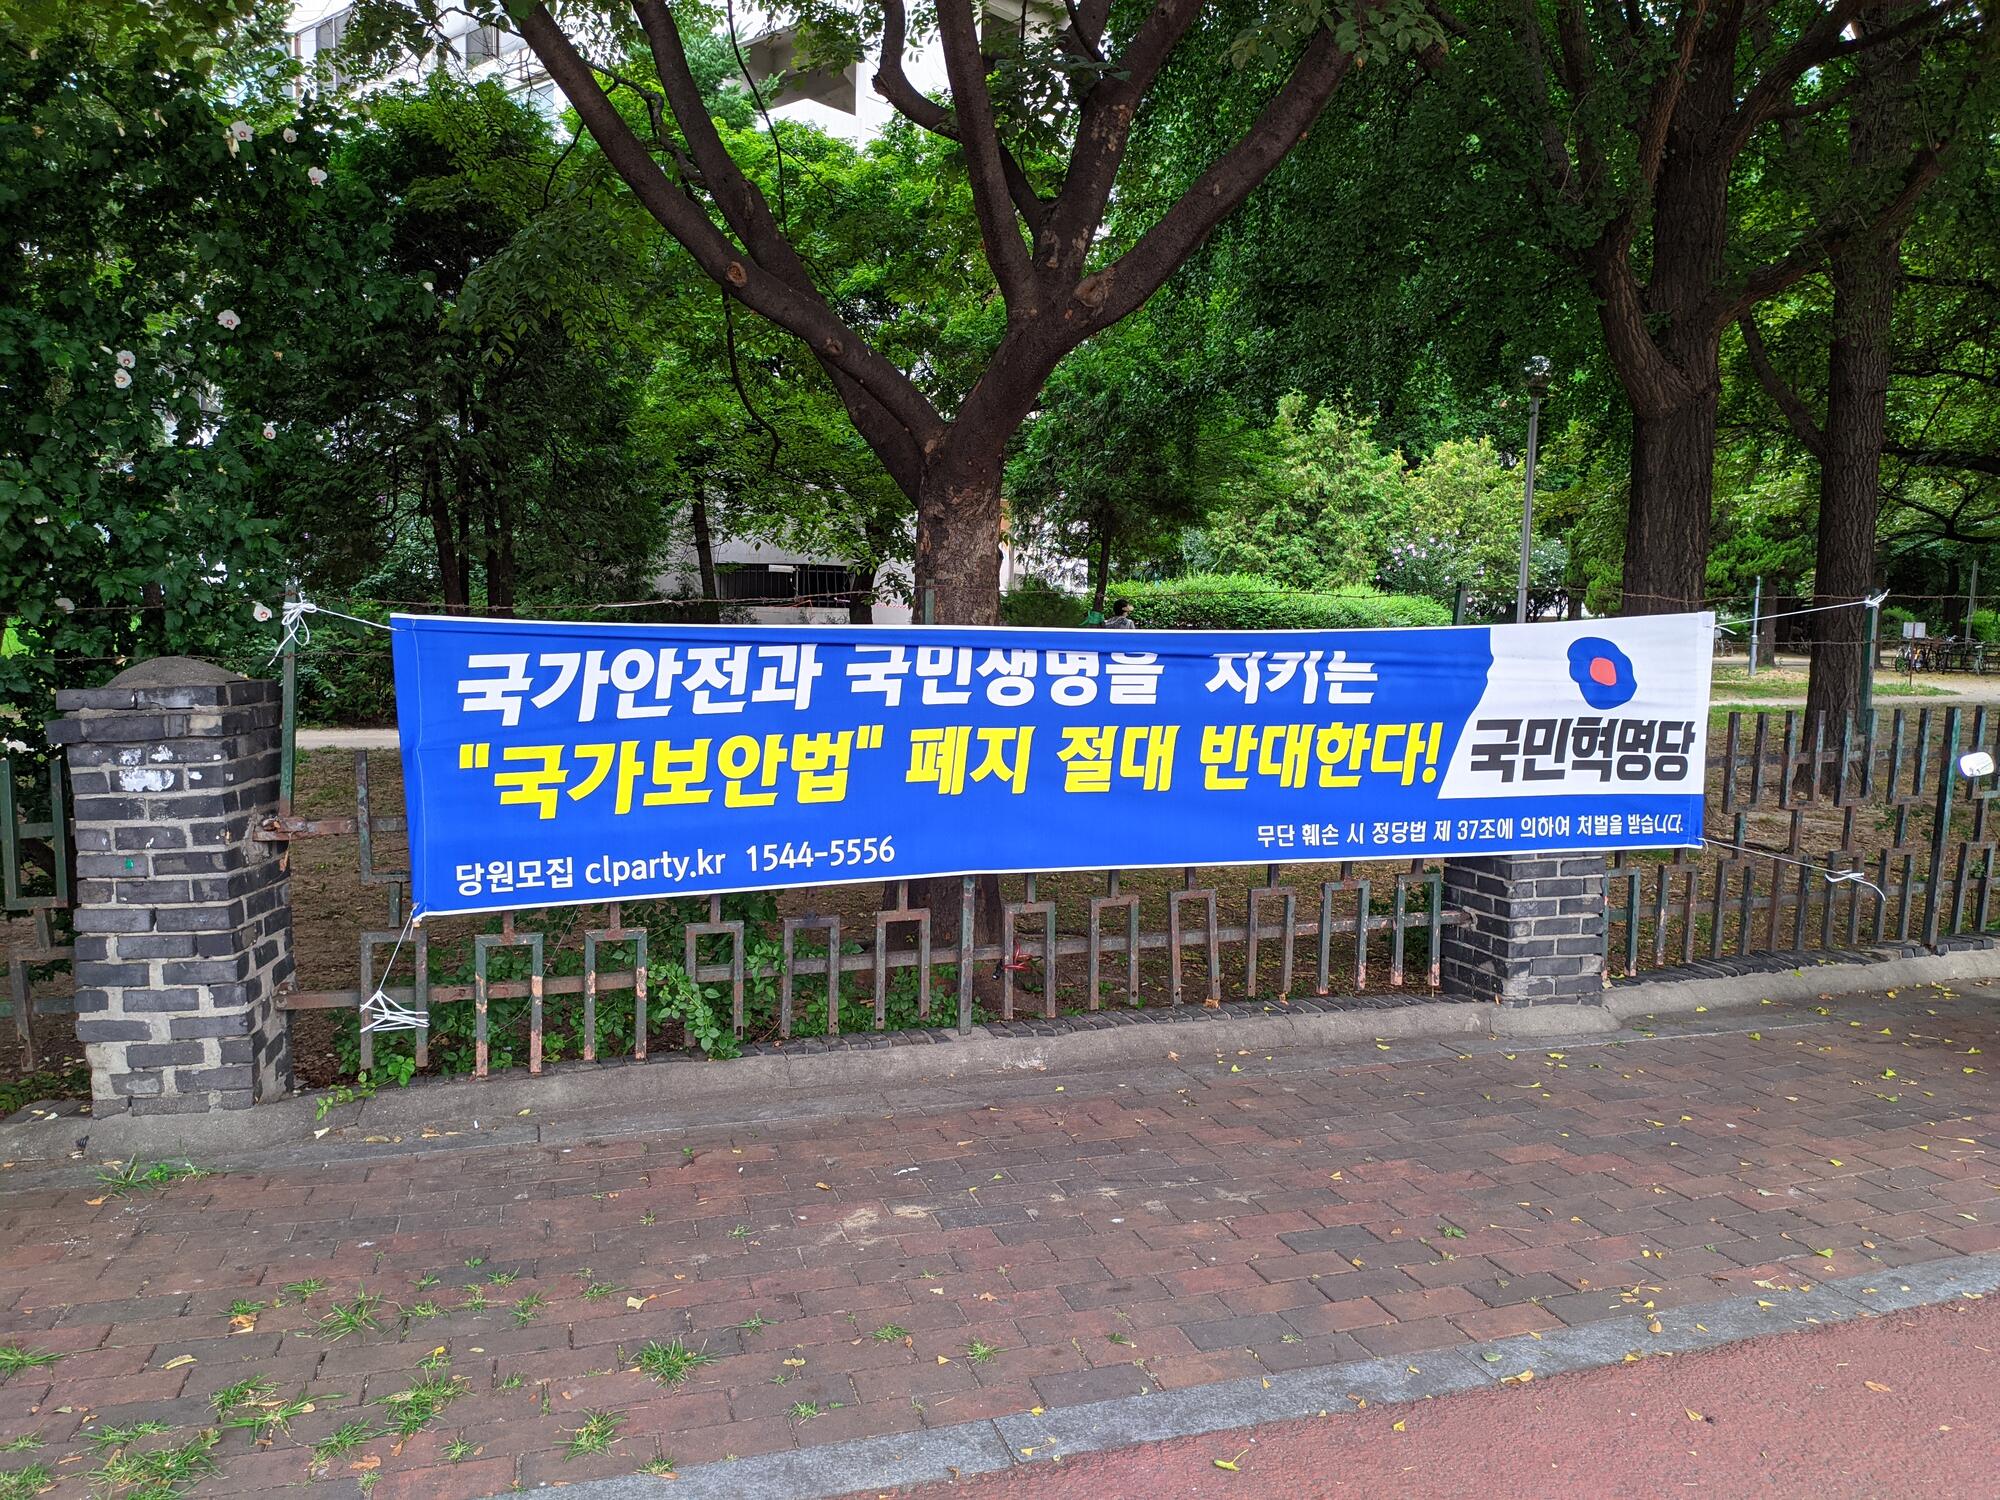 국가안전과 국민생명을 지키는
"국가보안법" 폐지 절대 반대한다!
국민혁명당
당원모집 clparty.kr 1544-5556
무단 훼손 시 정당법 제 37조에 의하여 처벌을 받습니다.